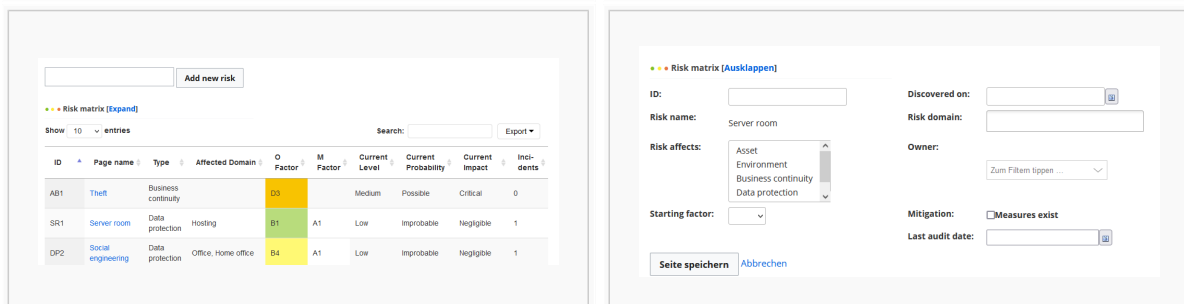 Add new risk
Risk matrix [Expand]
Show 10 entries Search: Export
ID Page name Type Affected Domain O Factor M Factor Current Level Current Probability Current Impact Inci-dents
AB1 Theft Business continuity D3 Medium Possible Critical 0
SR1 Server room Data protection Hosting B1 A1 Low Improbable Negligible 1
DP2 Social engineering Data protection Office, Home office B4 A1 Low Improbable Negligible 1
Risk matrix [Ausklappen]
ID: Discovered on:
Risk name: Server room Risk domain:
Risk affects: Asset Owner:
Environment
Business continuity Zum Filtern tippen ...
Data protection
Starting factor: Mitigation: Measures exist
Last audit date:
Seite speichern Abbrechen